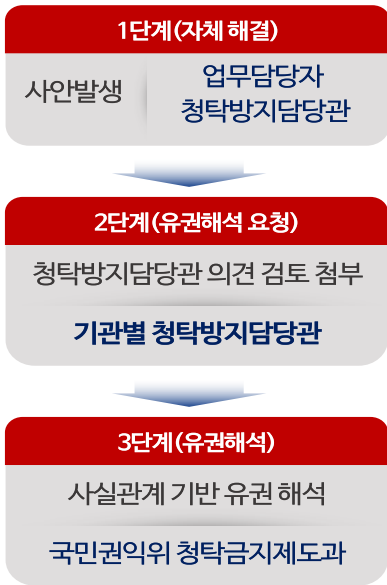 1단계(자체 해결)
사안발생
업무담당자
청탁방지담당관
2단계(유권해석 요청)
청탁방지담당관 의견 검토 첨부
기관별 청탁방지담당관
3단계(유권해석)
사실관계 기반 유권 해석
국민권익위 청탁금지제도과